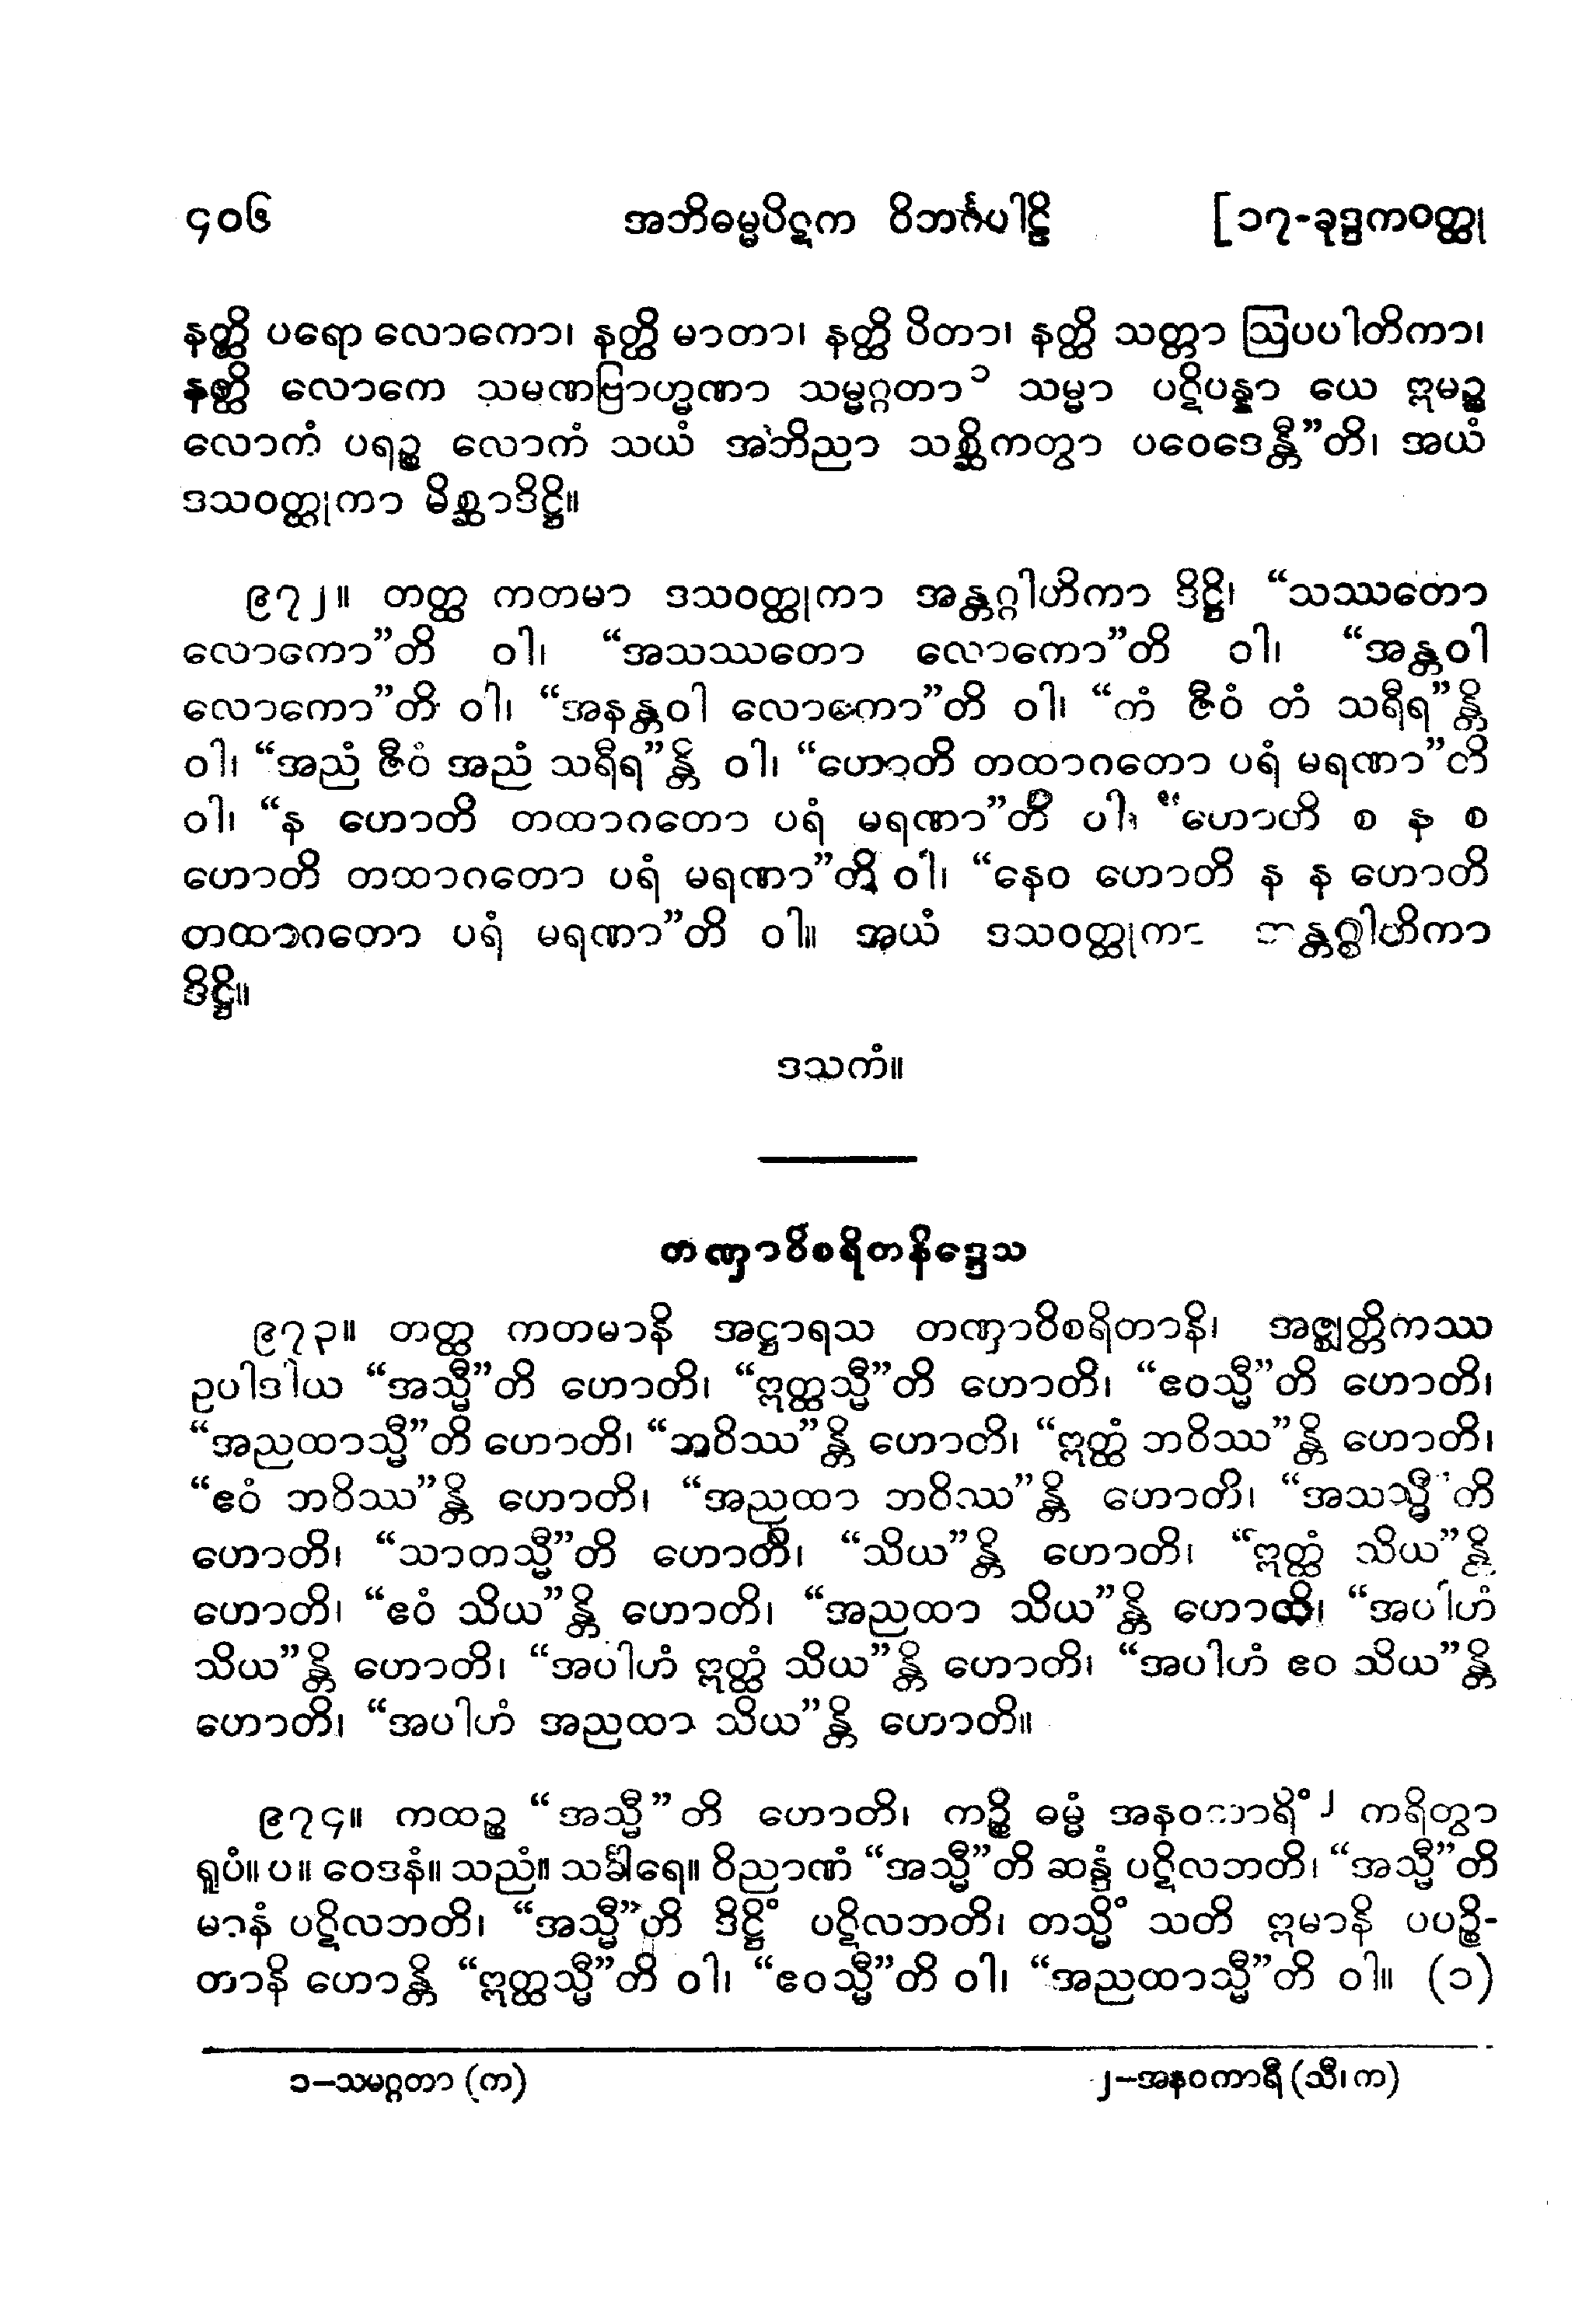 ၄၀၆ အဘိဓမ္မပိဋက ဝိဘင်္ဂပါဠိ [၁၇-ခုဒ္ဒကဝတ္ထု
နတ္ထိ ပရော လောကော၊ နတ္ထိ မာတာ၊ နတ္ထိ ပိတာ၊ နတ္ထိ သတ္တာ ဩပပါတိကာ၊
နတ္ထိ လောကေ သမဏဗြာဟ္မဏာ သမ္မဂ္ဂတာ၁ သမ္မာ ပဋိပန္နာ ယေ ဣမဉ္စ
လောကံ ပရဉ္စ လောကံ သယံ အဘိညာ သစ္ဆိကတွာ ပဝေဒေန္တီ”တိ၊ အယံ
ဒသဝတ္ထုကာ မိစ္ဆာဒိဋ္ဌိ။
၉၇၂။ တတ္ထ ကတမာ ဒသဝတ္ထုကာ အန္တဂ္ဂါဟိကာ ဒိဋ္ဌိ၊ “သဿတော
လောကော”တိ ဝါ၊ “အသဿတော လောကော”တိ ဝါ၊ “အန္တဝါ
လောကော”တိ ဝါ၊ “အနန္တဝါ လောကော”တိ ဝါ၊ “တံ ဇီဝံ တံ သရီရ”န္တိ
ဝါ၊ “အညံ ဇီဝံ အညံ သရီရ”န္တိ ဝါ၊ “ဟောတိ တထာဂတော ပရံ မရဏာ”တိ
ဝါ၊ “န ဟောတိ တထာဂတော ပရံ မရဏာ”တိ ဝါ၊ “ဟောတိ စ န စ
ဟောတိ တထာဂတော ပရံ မရဏာ”တိ ဝါ၊ “နေဝ ဟောတိ န န ဟောတိ
တထာဂတော ပရံ မရဏာ”တိ ဝါ။ အယံ ဒသဝတ္ထုကာ အန္တဂ္ဂါဟိကာ
ဒိဋ္ဌိ။
ဒသကံ။
တဏှာဝိစရိတနိဒ္ဒေသ
၉၇၃။ တတ္ထ ကတမာနိ အဋ္ဌာရသ တဏှာဝိစရိတာနိ၊ အဇ္ဈတ္တိကဿ
ဥပါဒါယ “အသ္မီ”တိ ဟောတိ၊ “ဣတ္ထသ္မီ”တိ ဟောတိ၊ “ဧဝသ္မီ”တိ ဟောတိ၊
“အညထာသ္မီ”တိ ဟောတိ၊ “ဘဝိဿ”န္တိ ဟောတိ၊ “ဣတ္ထံ ဘဝိဿ”န္တိ ဟောတိ၊
“ဧဝံ ဘဝိဿ”န္တိ ဟောတိ၊ “အညထာ ဘဝိဿ”န္တိ ဟောတိ၊ “အသသ္မီ”တိ
ဟောတိ၊ “သာတသ္မီ”တိ ဟောတိ၊ “သိယ”န္တိ ဟောတိ၊ “ဣတ္ထံ သိယ”န္တိ
ဟောတိ၊ “ဧဝံ သိယ”န္တိ ဟောတိ၊ “အညထာ သိယ”န္တိ ဟောတိ၊ “အပါဟံ
သိယ”န္တိ ဟောတိ၊ “အပါဟံ ဣတ္ထံ သိယ”န္တိ ဟောတိ၊ “အပါဟံ ဧဝ သိယ”န္တိ
ဟောတိ၊ “အပါဟံ အညထာ သိယ”န္တိ ဟောတိ။
၉၇၄။ ကထဉ္စ “အသ္မီ”တိ ဟောတိ၊ ကဉ္စိ ဓမ္မံ အနဝကာရိံ၂ ကရိတွာ
ရူပံ။ ပ။ ဝေဒနံ။ သညံ။ သင်္ခါရေ။ ဝိညာဏံ “အသ္မီ”တိ ဆန္ဒံ ပဋိလဘတိ၊ “အသ္မီ”တိ
မာနံ ပဋိလဘတိ၊ “အသ္မီ”တိ ဒိဋ္ဌိံ ပဋိလဘတိ၊ တသ္မိံ သတိ ဣမာနိ ပပဉ္စိ-
တာနိ ဟောန္တိ “ဣတ္ထသ္မီ”တိ ဝါ၊ “ဧဝသ္မီ”တိ ဝါ၊ “အညထာသ္မီ”တိ ဝါ။ (၁)
၁–သမဂ္ဂတာ (က) ၂–အနဝကာရီ (သီ၊ က)